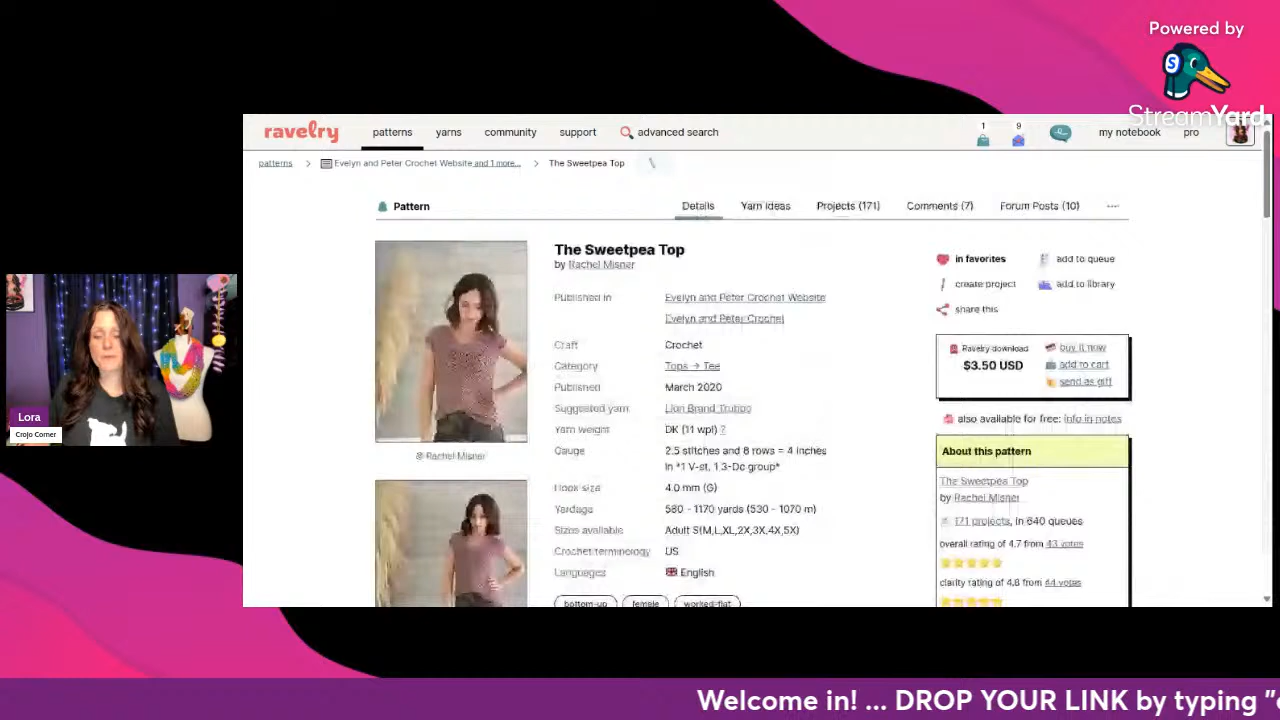 Powered by
StreamYard
ravelry
patterns yarns community support advanced search 1 9 my notebook pro
patterns > Evelyn and Peter Crochet Website and 1 more... > The Sweetpea Top
Pattern
Details Yarn ideas Projects (171) Comments (7) Forum Posts (10) ...
The Sweetpea Top
by Rachel Misner
Published in Evelyn and Peter Crochet Website
Evelyn and Peter Crochet
Craft Crochet
Category Tops → Tee
Published March 2020
Suggested yarn Lion Brand Truboo
Yarn weight DK (11 wpi) ?
Gauge 2.5 stitches and 8 rows = 4 inches
in *1 V-st, 1 3-Dc group*
Hook size 4.0 mm (G)
Yardage 580 - 1170 yards (530 - 1070 m)
Sizes available Adult S(M,L,XL,2X,3X,4X,5X)
Crochet terminology US
Languages English
bottom-up female worked-flat
© Rachel Misner
in favorites add to queue
create project add to library
share this
Ravelry download
$3.50 USD
buy it now
add to cart
send as gift
also available for free: info in notes
About this pattern
The Sweetpea Top
by Rachel Misner
171 projects, in 640 queues
overall rating of 4.7 from 43 votes
clarity rating of 4.8 from 44 votes
Lora
Crojo Corner
Welcome in! ... DROP YOUR LINK by typing "